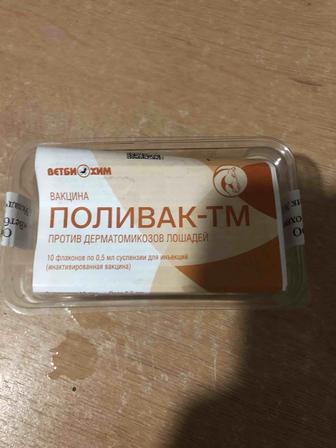 ВЕТБИОХИМ
ВАКЦИНА
ПОЛИВАК-ТМ
ПРОТИВ ДЕРМАТОМИКОЗОВ ЛОШАДЕЙ
10 флаконов по 0,5 мл суспензии для инъекций
(инактивированная вакцина)